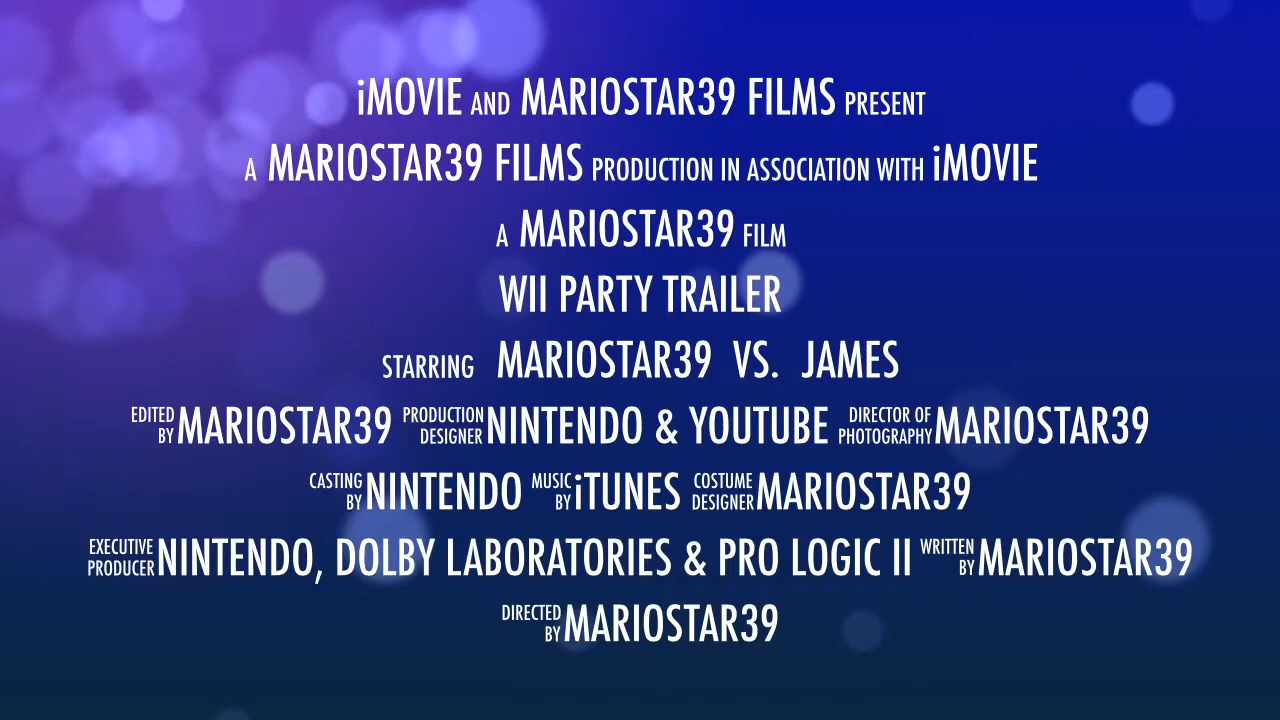 iMOVIE AND MARIOSTAR39 FILMS PRESENT
A MARIOSTAR39 FILMS PRODUCTION IN ASSOCIATION WITH iMOVIE
A MARIOSTAR39 FILM
WII PARTY TRAILER
STARRING MARIOSTAR39 VS. JAMES
EDITED BY MARIOSTAR39 PRODUCTION DESIGNER NINTENDO & YOUTUBE DIRECTOR OF PHOTOGRAPHY MARIOSTAR39
CASTING BY NINTENDO MUSIC BY iTUNES COSTUME DESIGNER MARIOSTAR39
EXECUTIVE PRODUCER NINTENDO, DOLBY LABORATORIES & PRO LOGIC II WRITTEN BY MARIOSTAR39
DIRECTED BY MARIOSTAR39